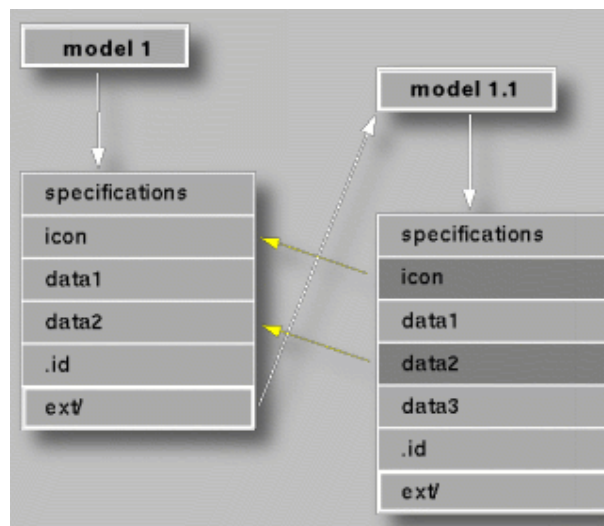 model 1
specifications
icon
data1
data2
.id
ext/
model 1.1
specifications
icon
data1
data2
data3
.id
ext/